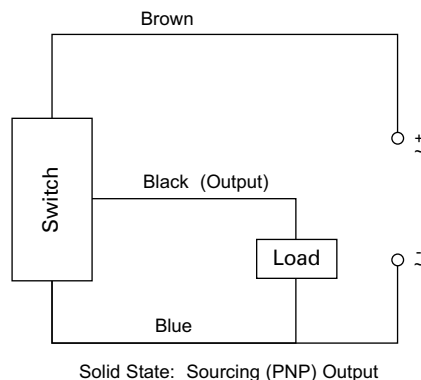 Brown
+
~
Switch
Black (Output)
Load
-
~
Blue
Solid State: Sourcing (PNP) Output